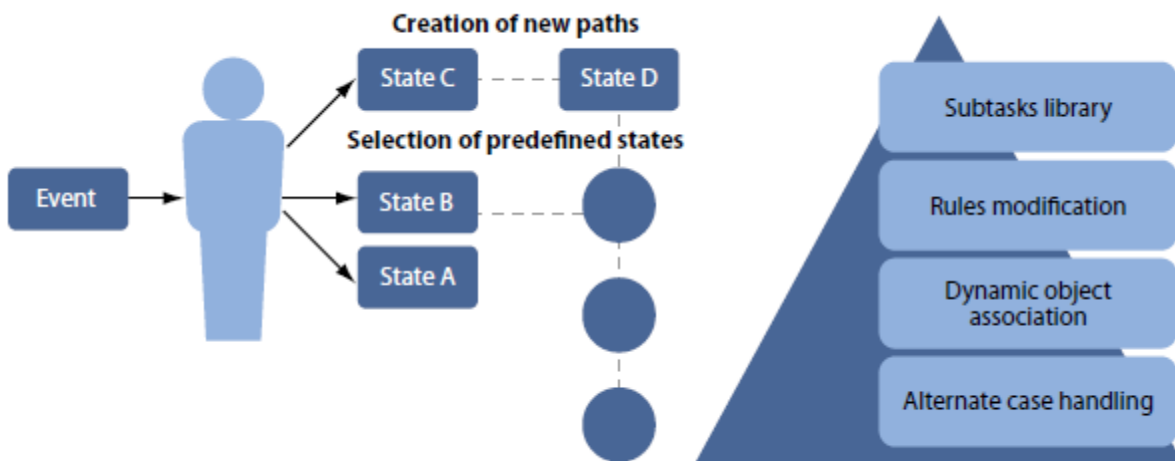 Creation of new paths
State C
State D
Selection of predefined states
Event
State B
State A
Subtasks library
Rules modification
Dynamic object
association
Alternate case handling